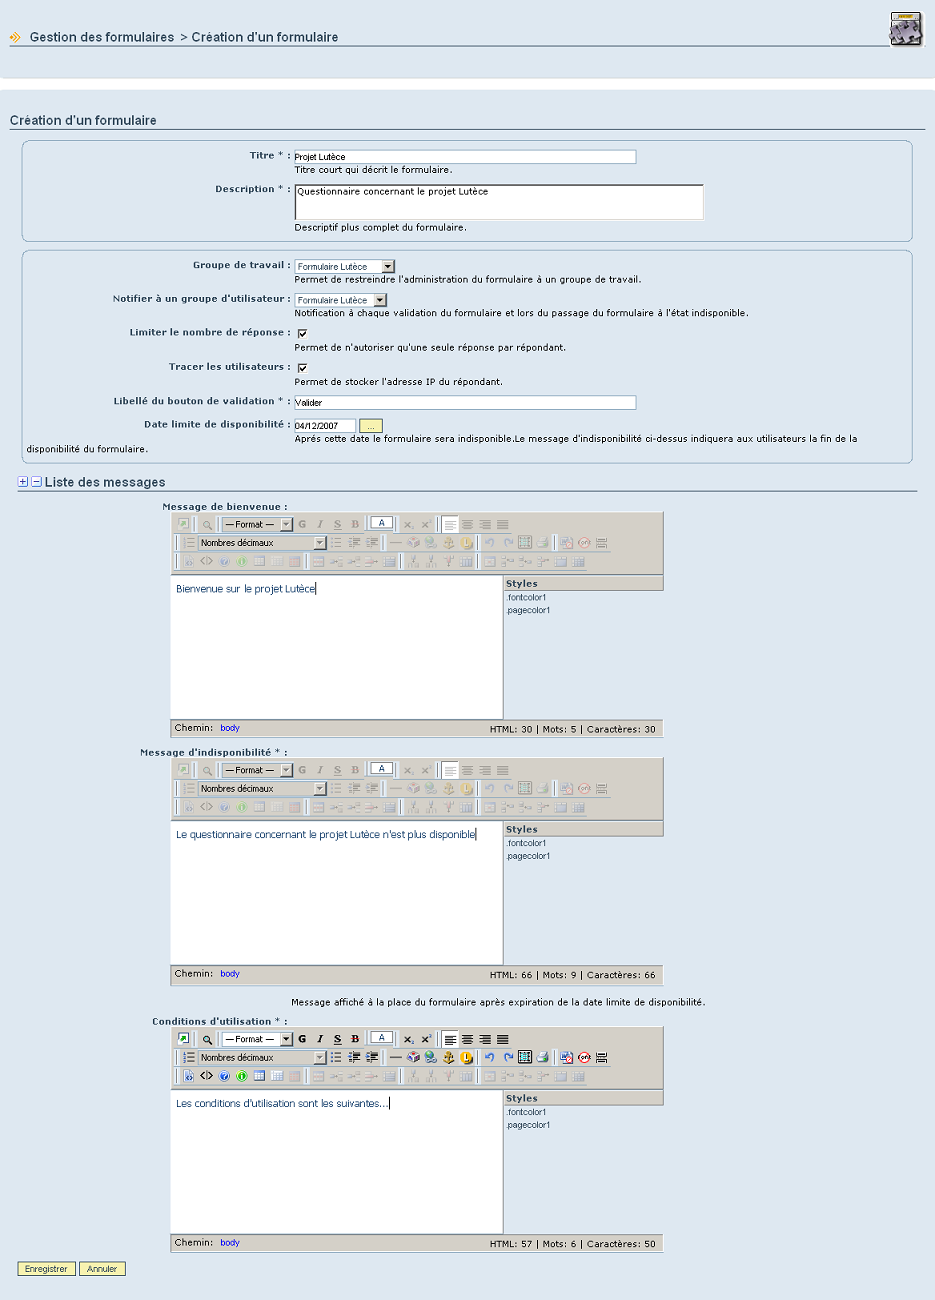 Gestion des formulaires > Création d'un formulaire
Création d'un formulaire
Titre * : Projet Lutèce
Titre court qui décrit le formulaire.
Description * : Questionnaire concernant le projet Lutèce
Descriptif plus complet du formulaire.
Groupe de travail : Formulaire Lutèce
Permet de restreindre l'administration du formulaire à un groupe de travail.
Notifier à un groupe d'utilisateur : Formulaire Lutèce
Notification à chaque validation du formulaire et lors du passage du formulaire à l'état indisponible.
Limiter le nombre de réponse :
Permet de n'autoriser qu'une seule réponse par répondant.
Tracer les utilisateurs :
Permet de stocker l'adresse IP du répondant.
Libellé du bouton de validation * : Valider
Date limite de disponibilité : 04/12/2007 ...
Aprés cette date le formulaire sera indisponible.Le message d'indisponibilité ci-dessus indiquera aux utilisateurs la fin de la
disponibilité du formulaire.
Liste des messages
Message de bienvenue :
— Format — G I S B A x₂ x²
Nombres décimaux
Styles
Bienvenue sur le projet Lutèce
.fontcolor1
.pagecolor1
Chemin: body HTML: 30 | Mots: 5 | Caractères: 30
Message d'indisponibilité * :
— Format — G I S B A x₂ x²
Nombres décimaux
Styles
Le questionnaire concernant le projet Lutèce n'est plus disponible
.fontcolor1
.pagecolor1
Chemin: body HTML: 66 | Mots: 9 | Caractères: 66
Message affiché à la place du formulaire après expiration de la date limite de disponibilité.
Conditions d'utilisation * :
— Format — G I S B A x₂ x²
Nombres décimaux
Styles
Les conditions d'utilisation sont les suivantes...
.fontcolor1
.pagecolor1
Chemin: body HTML: 57 | Mots: 6 | Caractères: 50
Enregistrer Annuler